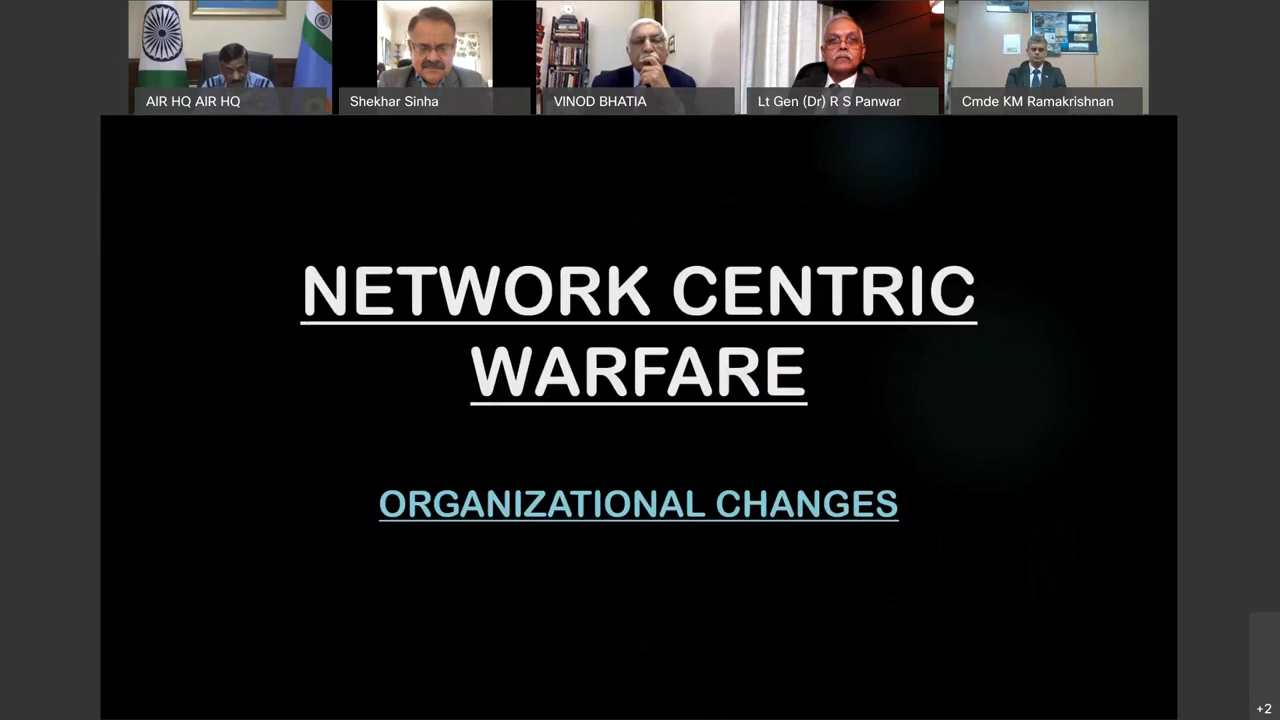 AIR HQ AIR HQ
Shekhar Sinha
VINOD BHATIA
Lt Gen (Dr) R S Panwar
Cmde KM Ramakrishnan
NETWORK CENTRIC
WARFARE
ORGANIZATIONAL CHANGES
+2